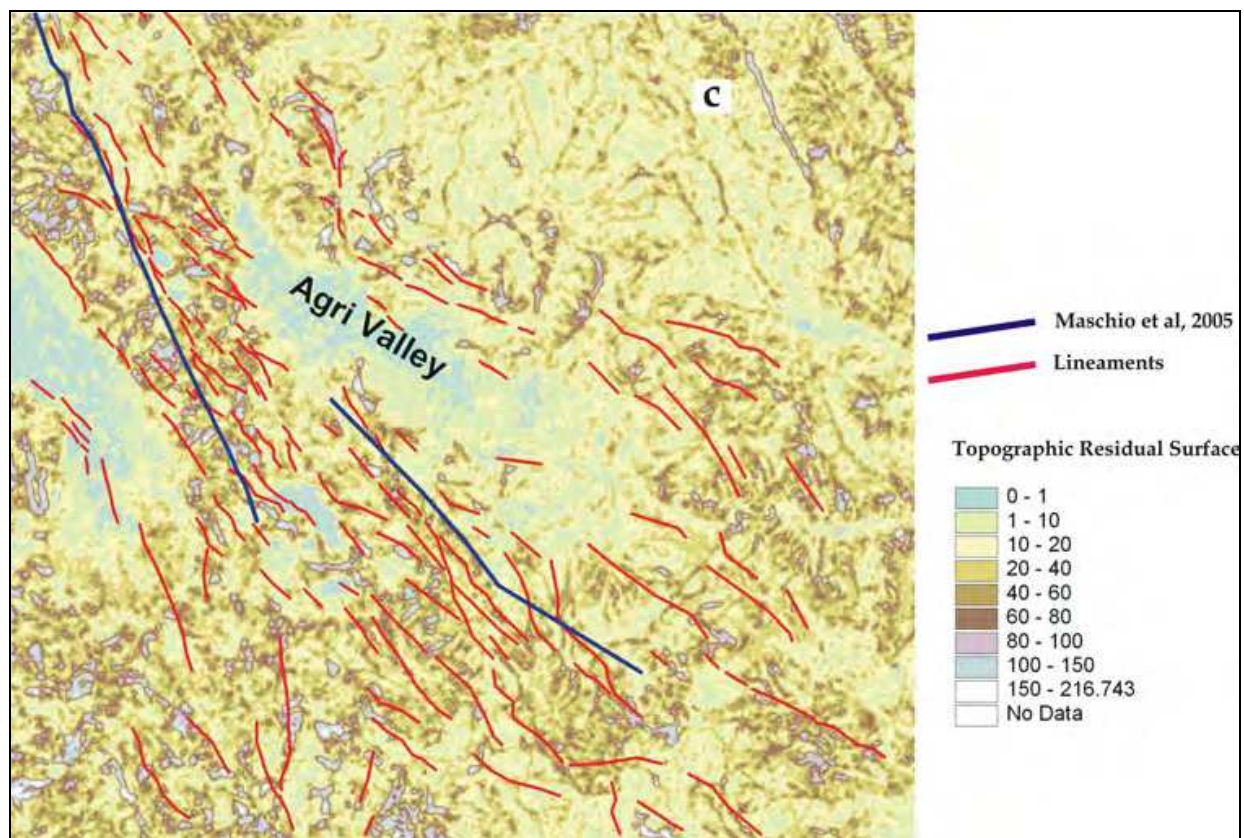 C
Agri Valley
Maschio et al, 2005
Lineaments
Topographic Residual Surface
0 - 1
1 - 10
10 - 20
20 - 40
40 - 60
60 - 80
80 - 100
100 - 150
150 - 216.743
No Data